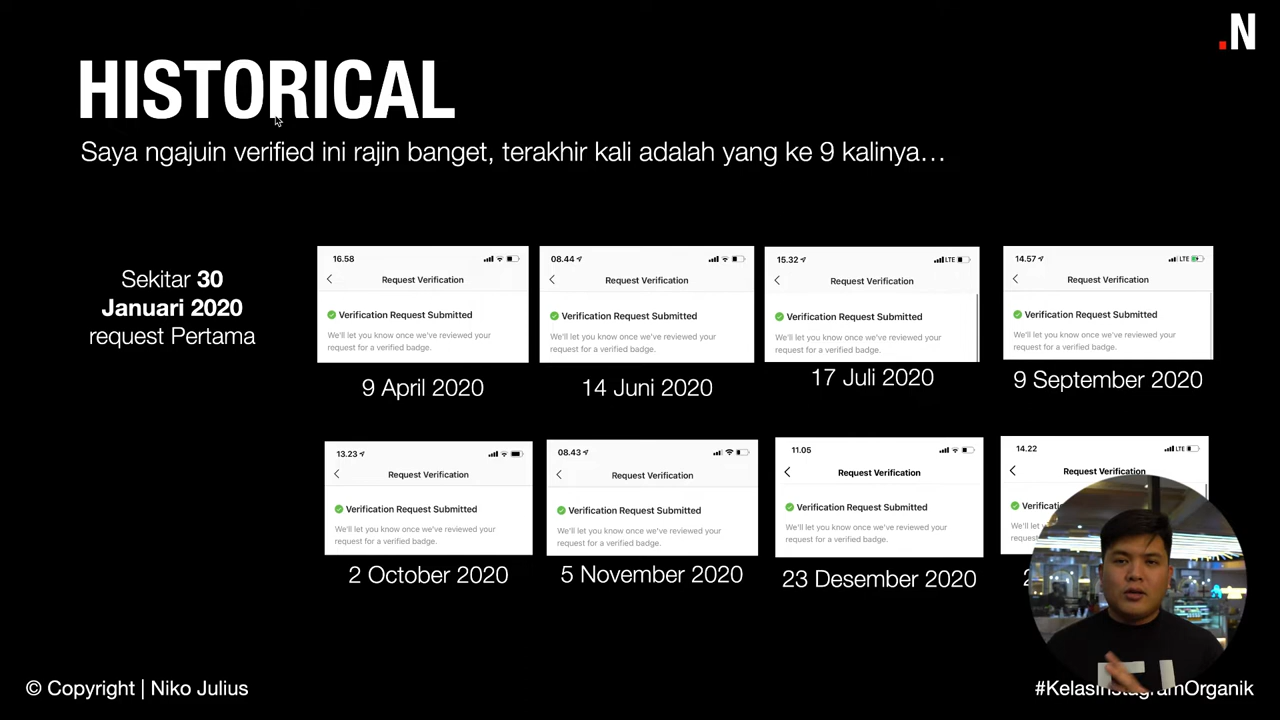 .N
HISTORICAL
Saya ngajuin verified ini rajin banget, terakhir kali adalah yang ke 9 kalinya…
Sekitar 30
Januari 2020
request Pertama
16.58
Request Verification
Verification Request Submitted
We'll let you know once we've reviewed your
request for a verified badge.
9 April 2020
08.44
Request Verification
Verification Request Submitted
We'll let you know once we've reviewed your
request for a verified badge.
14 Juni 2020
15.32
LTE
Request Verification
Verification Request Submitted
We'll let you know once we've reviewed your
request for a verified badge.
17 Juli 2020
14.57
LTE
Request Verification
Verification Request Submitted
We'll let you know once we've reviewed your
request for a verified badge.
9 September 2020
13.23
Request Verification
Verification Request Submitted
We'll let you know once we've reviewed your
request for a verified badge.
2 October 2020
08.43
Request Verification
Verification Request Submitted
We'll let you know once we've reviewed your
request for a verified badge.
5 November 2020
11.05
Request Verification
Verification Request Submitted
We'll let you know once we've reviewed your
request for a verified badge.
23 Desember 2020
14.22
LTE
Request Verification
© Copyright | Niko Julius
#KelasInstagramOrganik